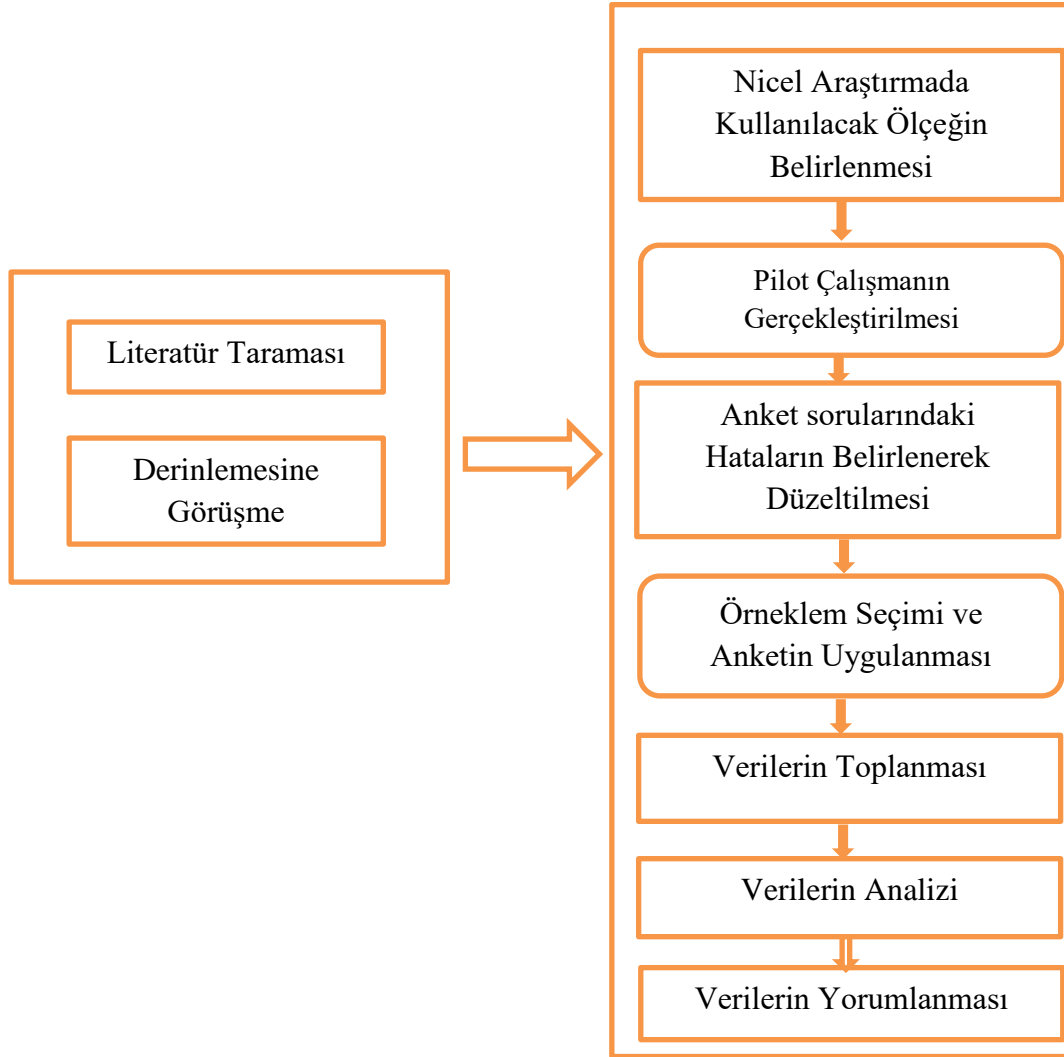 Literatür Taraması
Derinlemesine
Görüşme
Nicel Araştırmada
Kullanılacak Ölçeğin
Belirlenmesi
Pilot Çalışmanın
Gerçekleştirilmesi
Anket sorularındaki
Hataların Belirlenerek
Düzeltilmesi
Örneklem Seçimi ve
Anketin Uygulanması
Verilerin Toplanması
Verilerin Analizi
Verilerin Yorumlanması